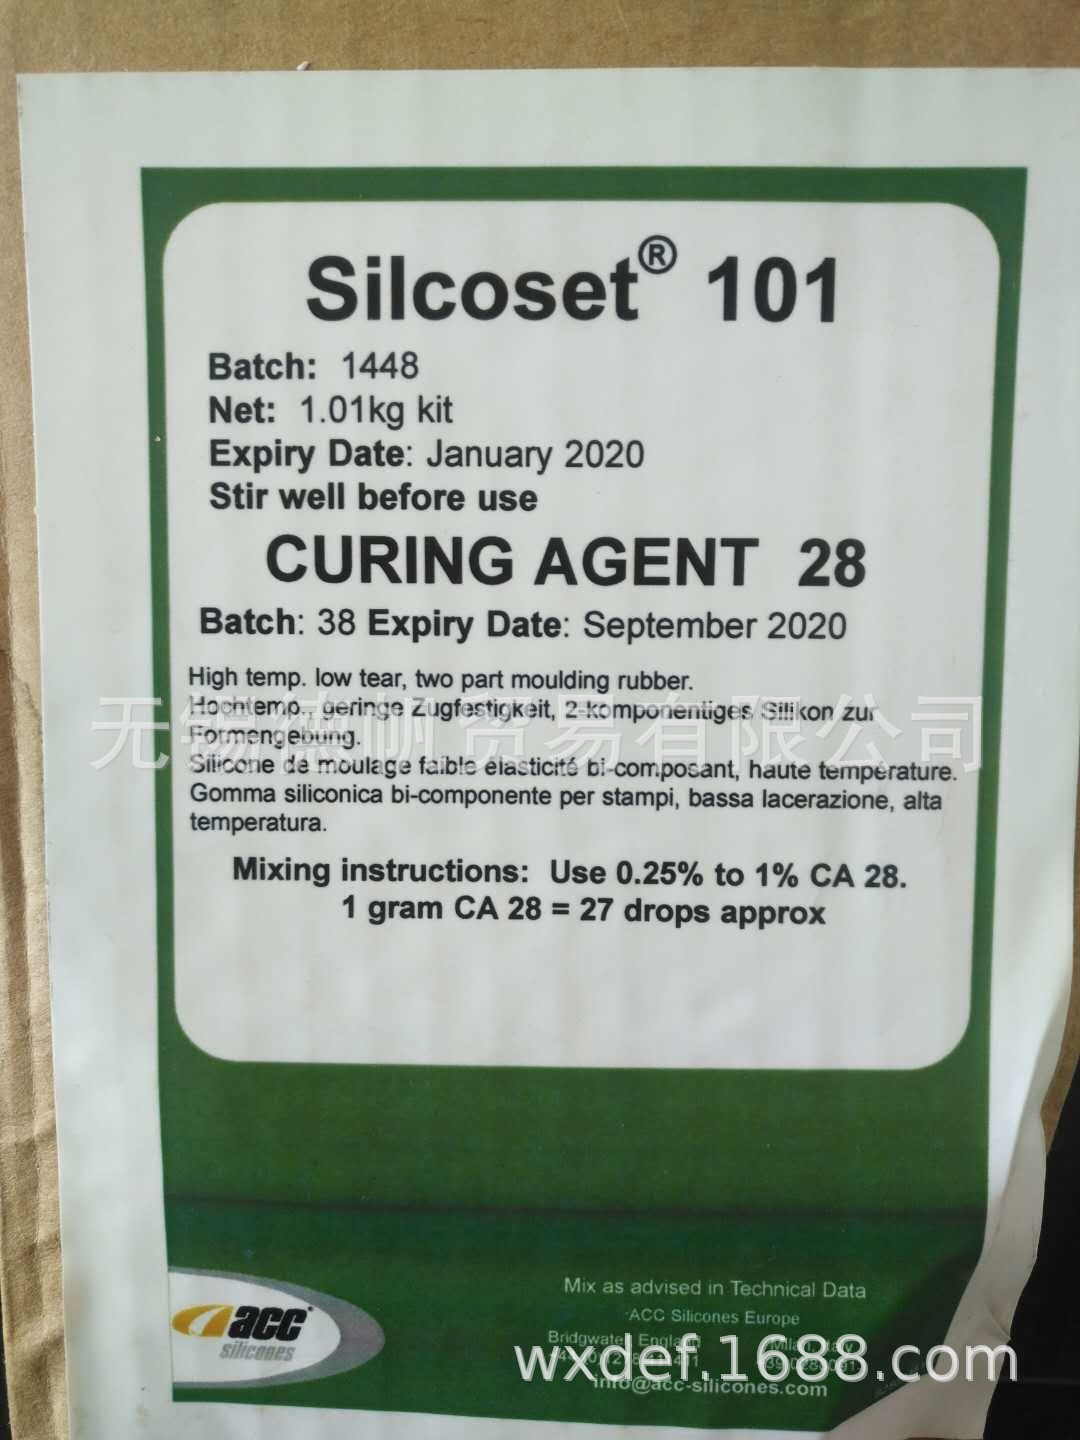 Silcoset® 101
Batch: 1448
Net: 1.01kg kit
Expiry Date: January 2020
Stir well before use
CURING AGENT 28
Batch: 38 Expiry Date: September 2020
High temp. low tear, two part moulding rubber.
Hochtemp., geringe Zugfestigkeit, 2-komponentiges Silikon zur
Formengebung.
无锡德帆贸易有限公司
Silicone de moulage faible élasticité bi-composant, haute température.
Gomma siliconica bi-componente per stampi, bassa lacerazione, alta
temperatura.
Mixing instructions: Use 0.25% to 1% CA 28.
1 gram CA 28 = 27 drops approx
Mix as advised in Technical Data
ACC Silicones Europe
Bridgwater England Milan, Italy
info@acc-silicones.com
acc
silicones
wxdef.1688.com